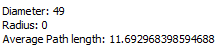 Diameter: 49
Radius: 0
Average Path length: 11.692968398594688